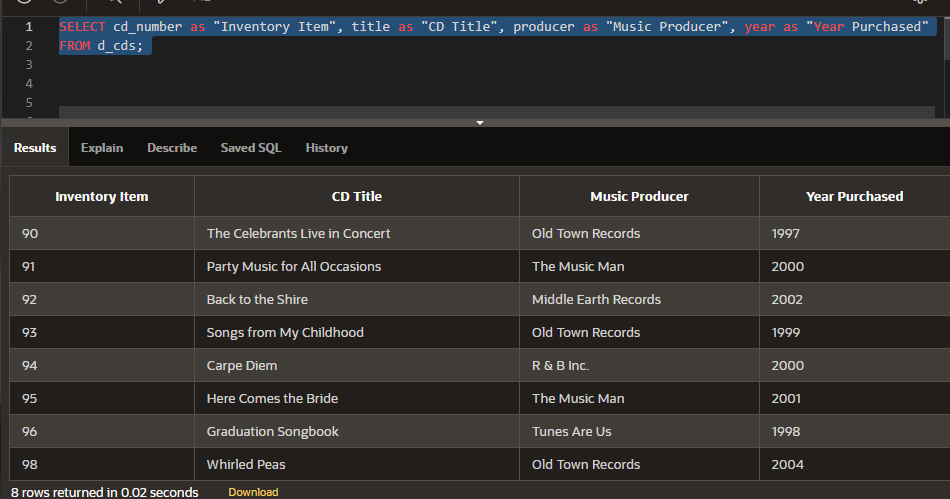 1 SELECT cd_number as "Inventory Item", title as "CD Title", producer as "Music Producer", year as "Year Purchased"
2 FROM d_cds;
3
4
5
Results Explain Describe Saved SQL History
Inventory Item CD Title Music Producer Year Purchased
90 The Celebrants Live in Concert Old Town Records 1997
91 Party Music for All Occasions The Music Man 2000
92 Back to the Shire Middle Earth Records 2002
93 Songs from My Childhood Old Town Records 1999
94 Carpe Diem R & B Inc. 2000
95 Here Comes the Bride The Music Man 2001
96 Graduation Songbook Tunes Are Us 1998
98 Whirled Peas Old Town Records 2004
8 rows returned in 0.02 seconds Download